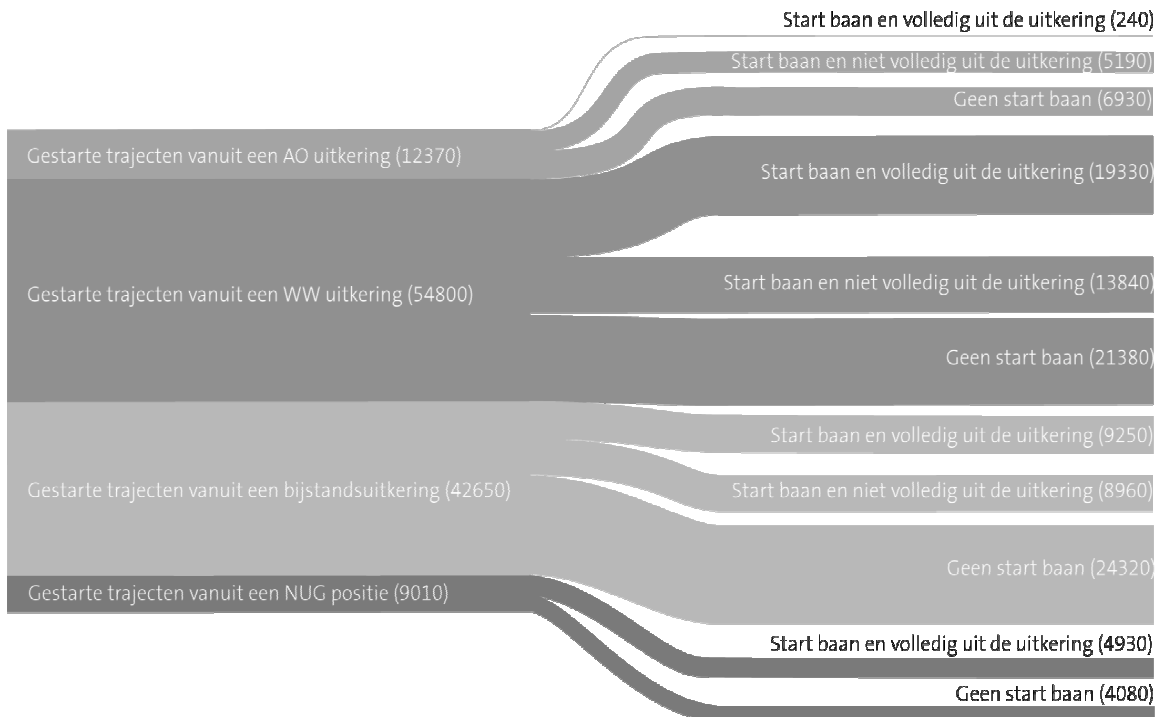 Start baan en volledig uit de uitkering (240)
Start baan en niet volledig uit de uitkering (5190)
Geen start baan (6930)
Gestarte trajecten vanuit een AO uitkering (12370)
Start baan en volledig uit de uitkering (19330)
Start baan en niet volledig uit de uitkering (13840)
Gestarte trajecten vanuit een WW uitkering (54800)
Geen start baan (21380)
Start baan en volledig uit de uitkering (9250)
Start baan en niet volledig uit de uitkering (8960)
Gestarte trajecten vanuit een bijstandsuitkering (42650)
Geen start baan (24320)
Gestarte trajecten vanuit een NUG positie (9010)
Start baan en volledig uit de uitkering (4930)
Geen start baan (4080)